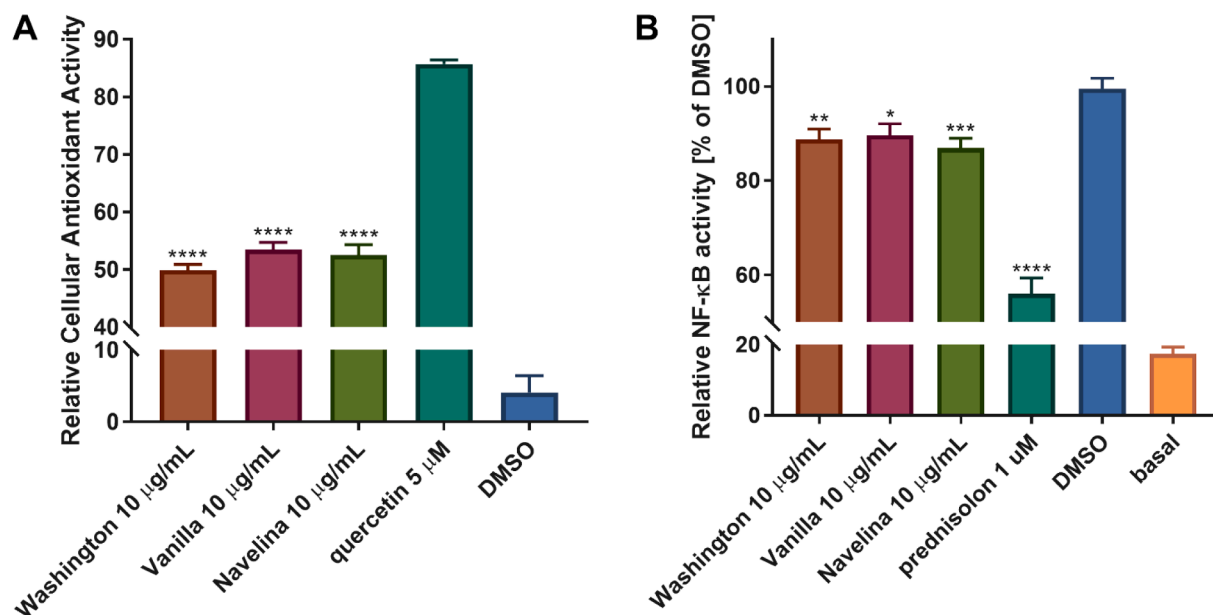 A
Relative Cellular Antioxidant Activity
90
80
70
60
50
40
10
0
****
****
****
Washington 10 μg/mL
Vanilla 10 μg/mL
Navelina 10 μg/mL
quercetin 5 μM
DMSO
B
Relative NF-κB activity [% of DMSO]
100
80
60
20
0
**
*
***
****
Washington 10 μg/mL
Vanilla 10 μg/mL
Navelina 10 μg/mL
prednisolon 1 uM
DMSO
basal